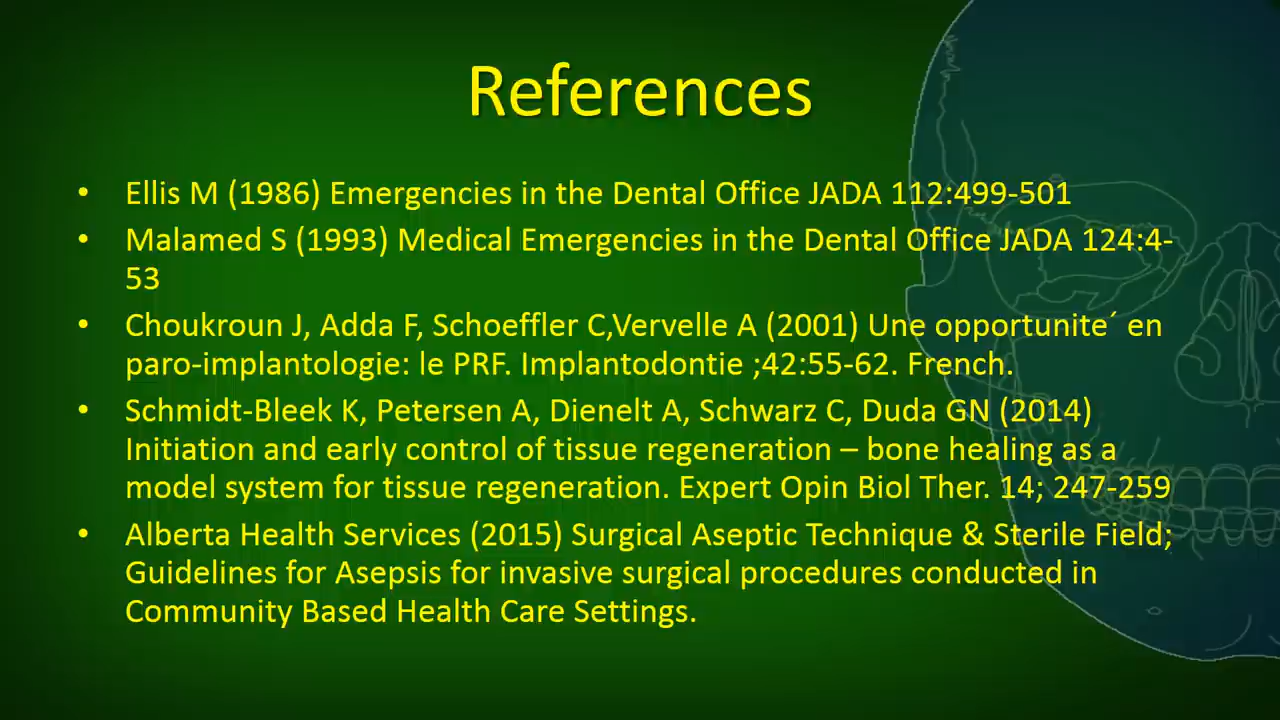 References
• Ellis M (1986) Emergencies in the Dental Office JADA 112:499-501
• Malamed S (1993) Medical Emergencies in the Dental Office JADA 124:4-
53
• Choukroun J, Adda F, Schoeffler C,Vervelle A (2001) Une opportunite´ en
paro-implantologie: le PRF. Implantodontie ;42:55-62. French.
• Schmidt-Bleek K, Petersen A, Dienelt A, Schwarz C, Duda GN (2014)
Initiation and early control of tissue regeneration – bone healing as a
model system for tissue regeneration. Expert Opin Biol Ther. 14; 247-259
• Alberta Health Services (2015) Surgical Aseptic Technique & Sterile Field;
Guidelines for Asepsis for invasive surgical procedures conducted in
Community Based Health Care Settings.